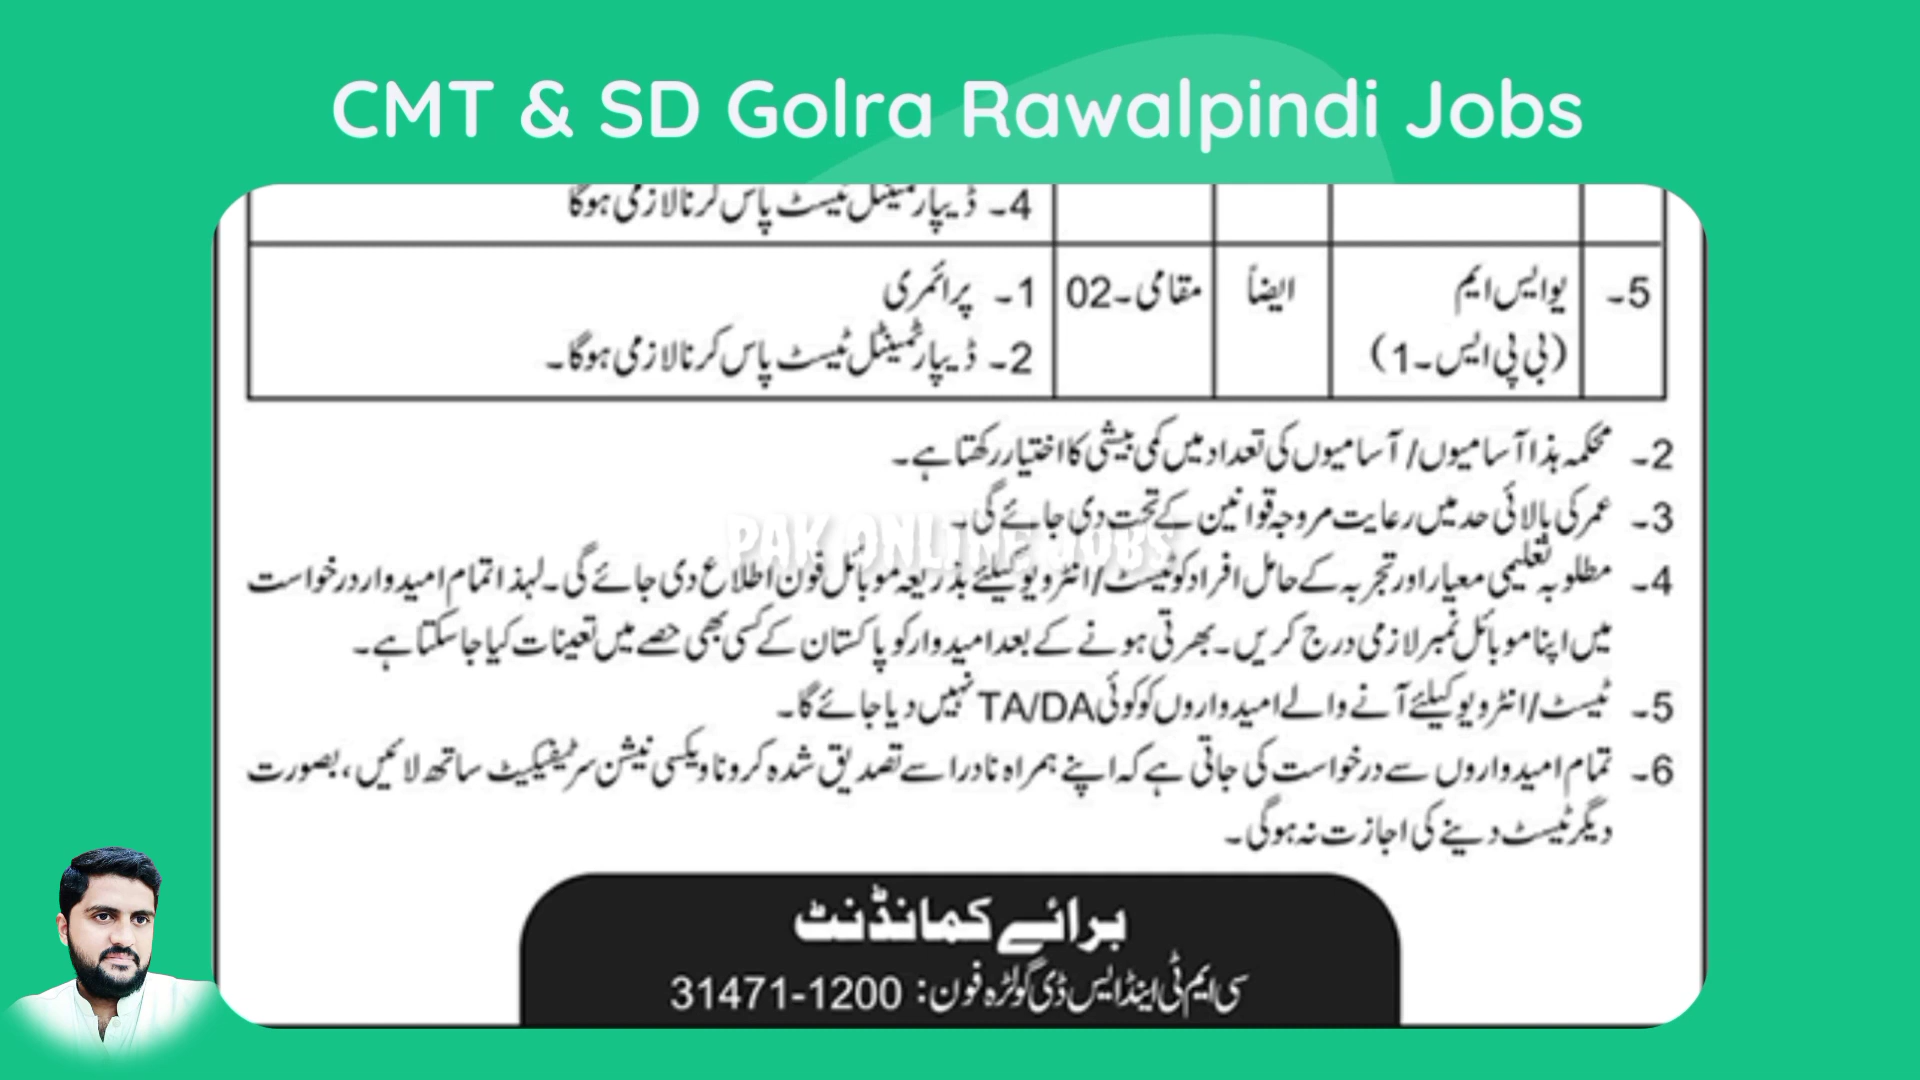 CMT & SD Golra Rawalpindi Jobs
4۔ ڈیپارٹمینٹل ٹیسٹ پاس کرنا لازمی ہوگا
5۔ یوایس ایم ایضاً مقامی۔02 1۔ پرائمری
(بی پی ایس۔1) 2۔ ڈیپارٹمینٹل ٹیسٹ پاس کرنا لازمی ہوگا۔
2۔ محکمہ ہذا آسامیوں/ آسامیوں کی تعداد میں کمی بیشی کا اختیار رکھتا ہے۔
3۔ عمر کی بالائی حد میں رعایت مروجہ قوانین کے تحت دی جائے گی۔
PAK ONLINE JOBS
4۔ مطلوبہ تعلیمی معیار اور تجربہ کے حامل افراد کو ٹیسٹ/انٹرویو کیلئے بذریعہ موبائل فون اطلاع دی جائے گی۔ لہذا تمام امیدوار درخواست
میں اپنا موبائل نمبر لازمی درج کریں۔ بھرتی ہونے کے بعد امیدوار کو پاکستان کے کسی بھی حصے میں تعینات کیا جا سکتا ہے۔
5۔ ٹیسٹ/انٹرویو کیلئے آنے والے امیدواروں کو کوئی TA/DA نہیں دیا جائے گا۔
6۔ تمام امیدواروں سے درخواست کی جاتی ہے کہ اپنے ہمراہ نادرا سے تصدیق شدہ کرونا ویکسی نیشن سرٹیفکیٹ ساتھ لائیں، بصورت
دیگر ٹیسٹ دینے کی اجازت نہ ہوگی۔
برائے کمانڈنٹ
سی ایم ٹی اینڈ ایس ڈی گولڑہ فون: 31471-1200